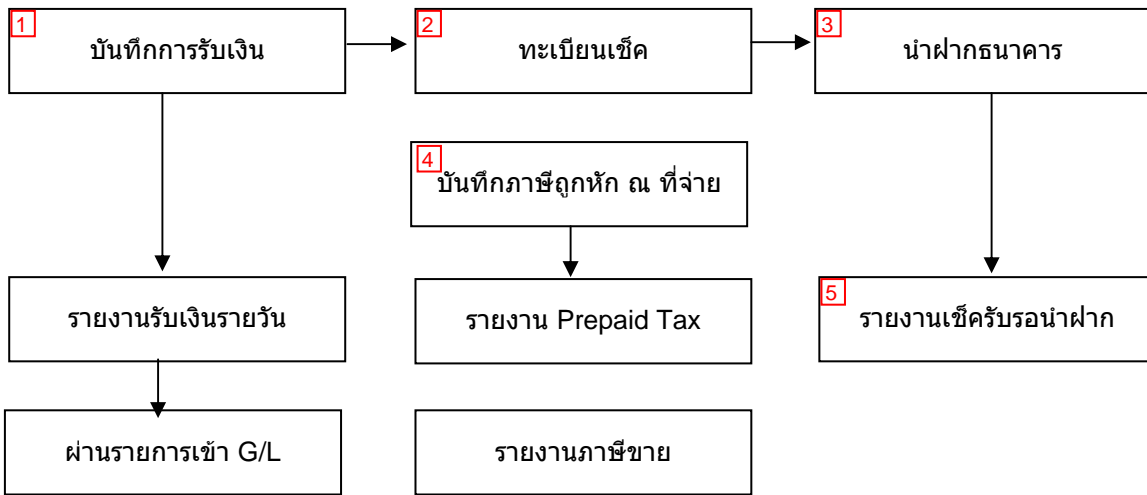 1
บันทึกการรับเงิน
2
ทะเบียนเช็ค
3
นำฝากธนาคาร
4
บันทึกภาษีถูกหัก ณ ที่จ่าย
รายงานรับเงินรายวัน
รายงาน Prepaid Tax
5
รายงานเช็ครับรอนำฝาก
ผ่านรายการเข้า G/L
รายงานภาษีขาย